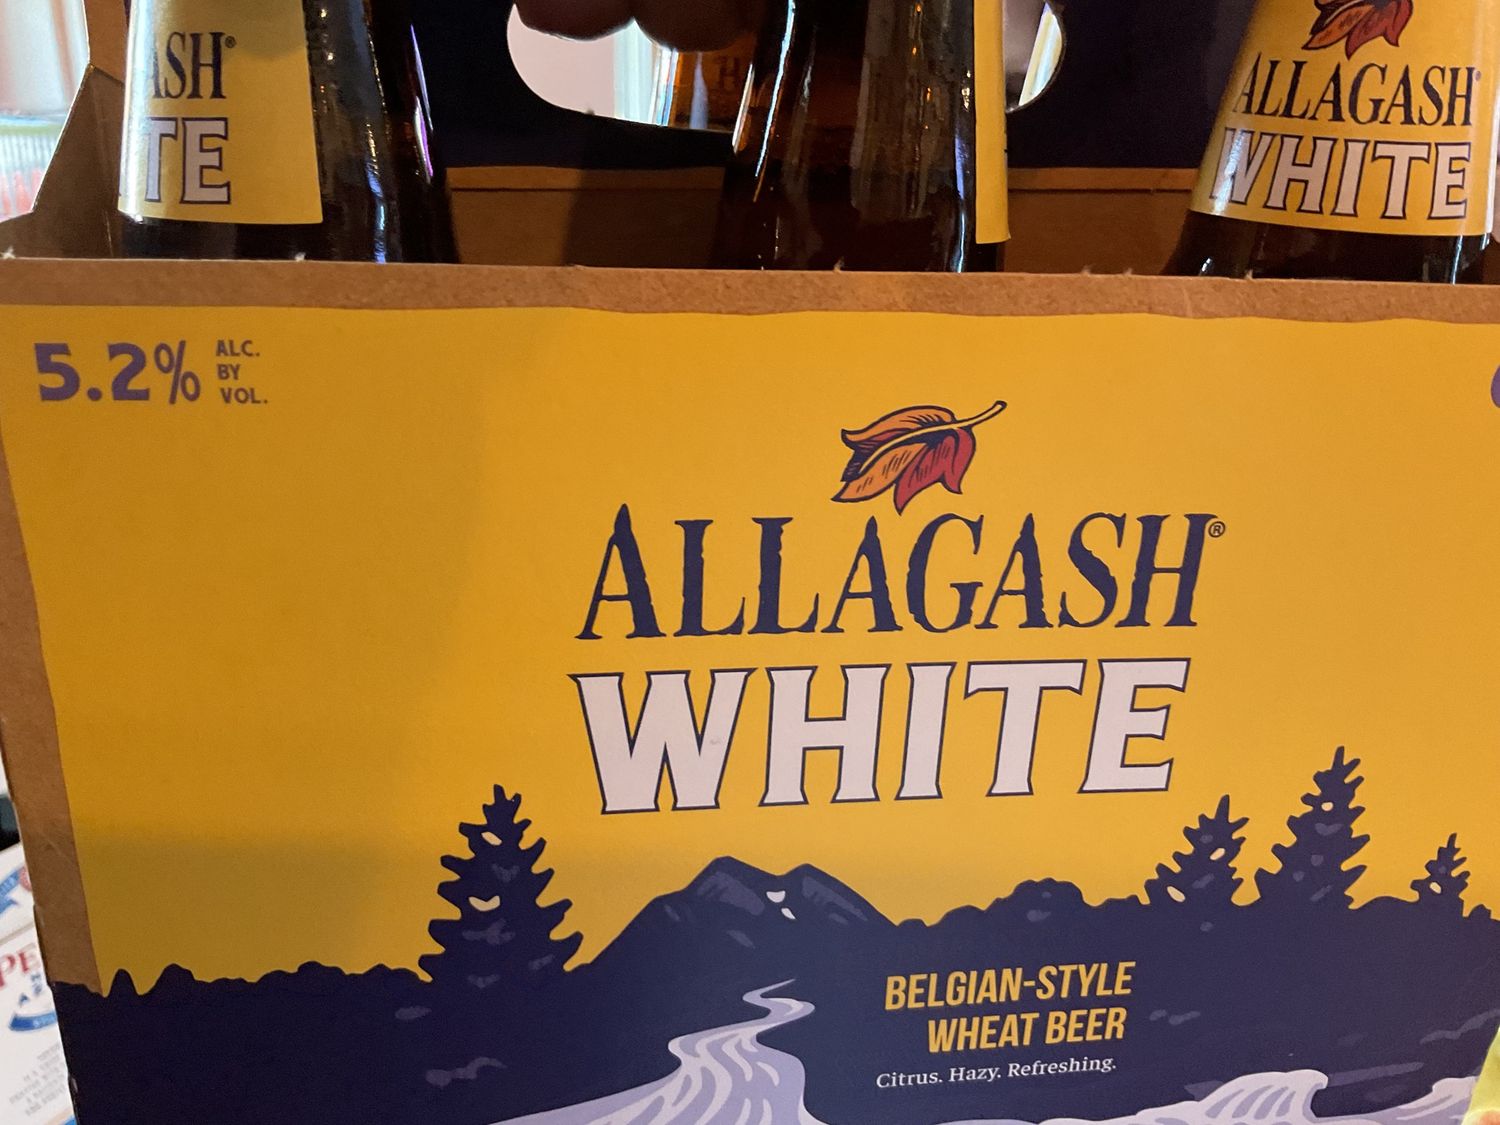 ASH®
TE
ALLAGASH
WHITE
5.2% ALC.
BY
VOL.
ALLAGASH®
WHITE
BELGIAN-STYLE
WHEAT BEER
Citrus. Hazy. Refreshing.